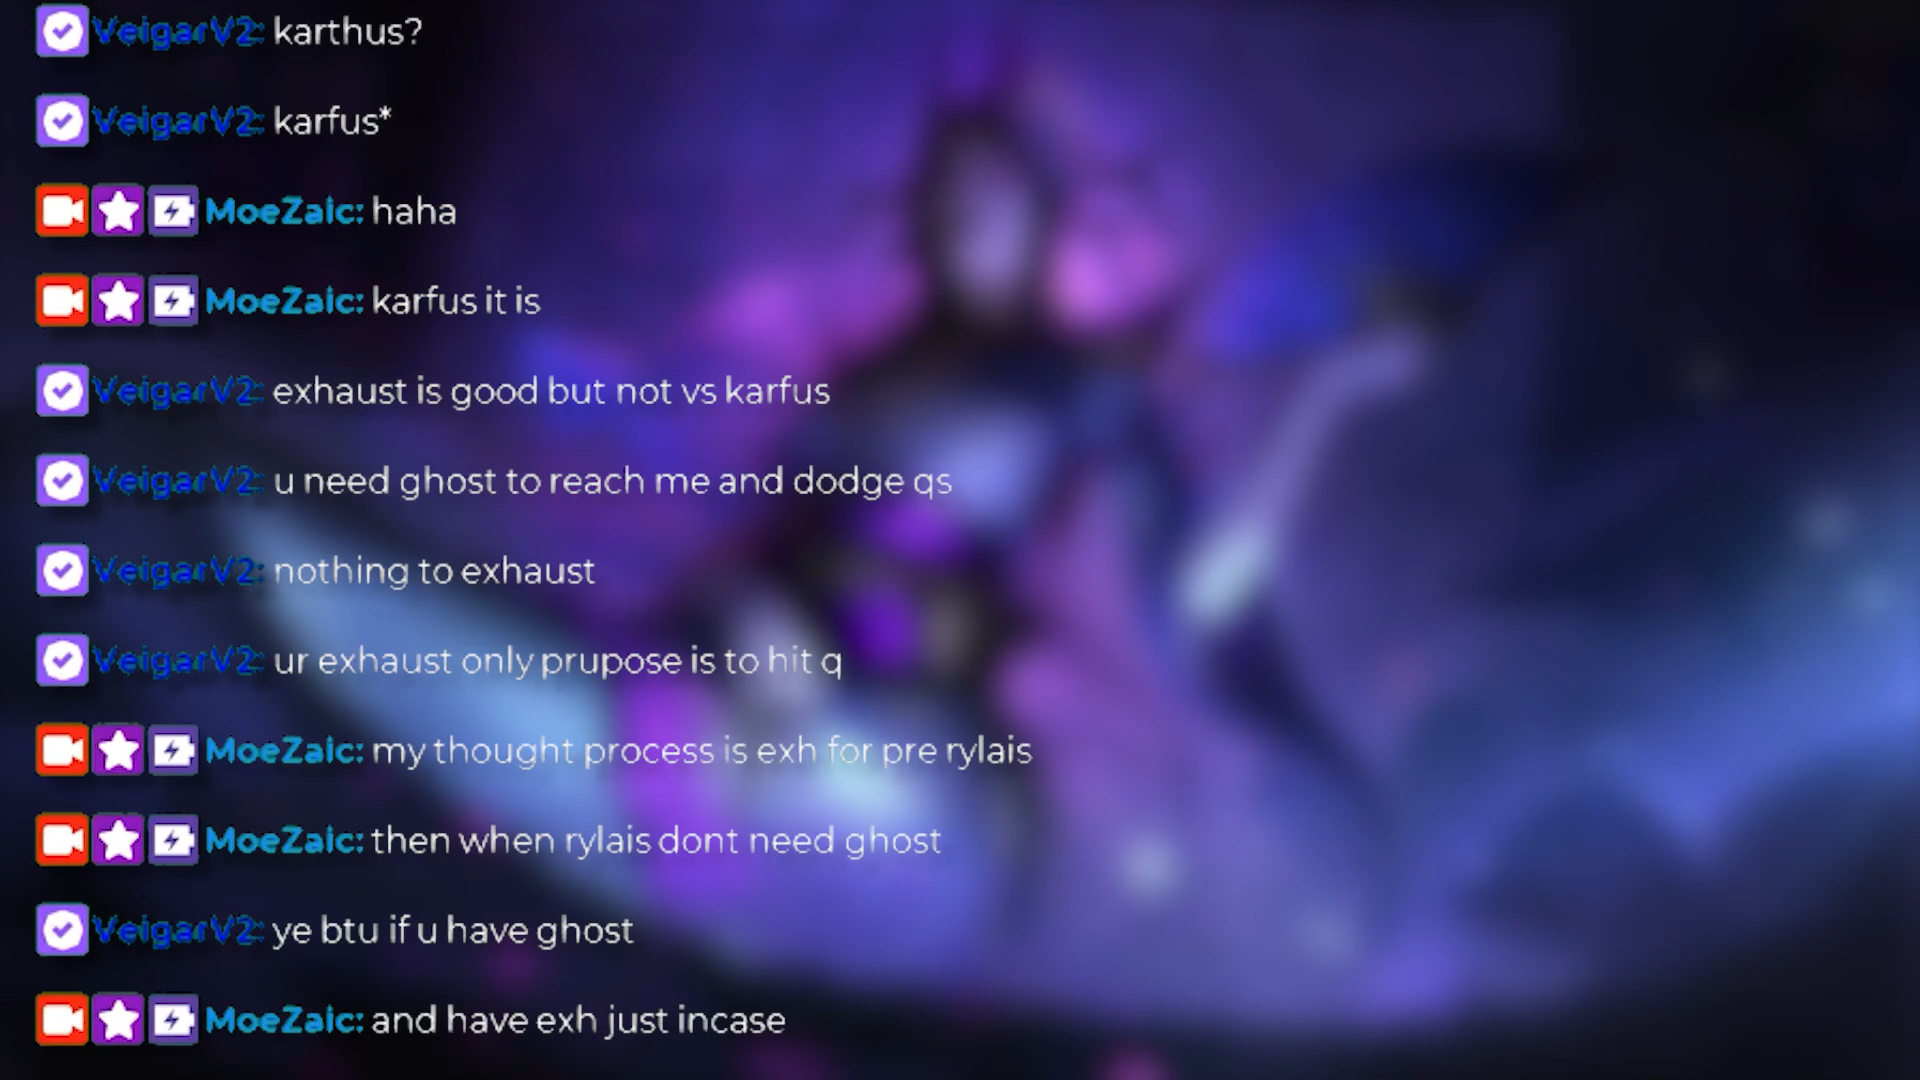 VeigarV2: karthus?
VeigarV2: karfus*
MoeZaic: haha
MoeZaic: karfus it is
VeigarV2: exhaust is good but not vs karfus
VeigarV2: u need ghost to reach me and dodge qs
VeigarV2: nothing to exhaust
VeigarV2: ur exhaust only prupose is to hit q
MoeZaic: my thought process is exh for pre rylais
MoeZaic: then when rylais dont need ghost
VeigarV2: ye btu if u have ghost
MoeZaic: and have exh just incase